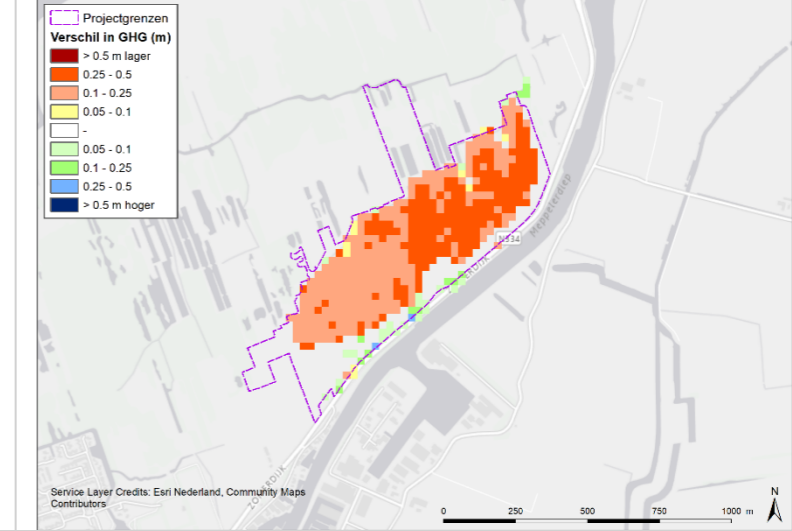 Projectgrenzen
Verschil in GHG (m)
> 0.5 m lager
0.25 - 0.5
0.1 - 0.25
0.05 - 0.1
-
0.05 - 0.1
0.1 - 0.25
0.25 - 0.5
> 0.5 m hoger
Meppelerdiep
N334
ERDIJK
ZOMERDIJK
Service Layer Credits: Esri Nederland, Community Maps
Contributors
0 250 500 750 1000 m
N